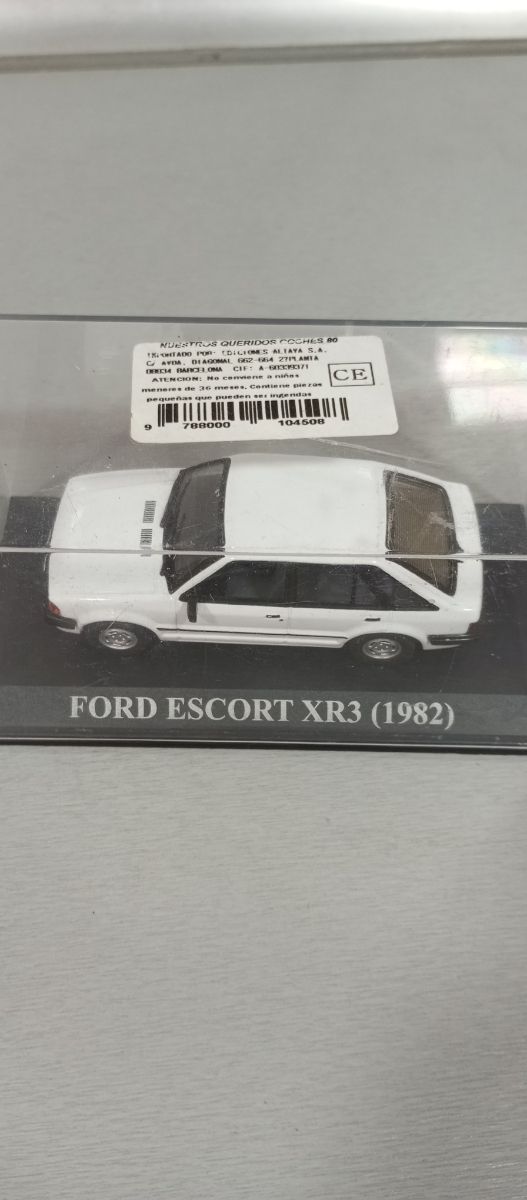 NUESTROS QUERIDOS COCHES 80
IMPORTADO POR: EDICIONES ALTAYA S.A.
C/ AVDA. DIAGONAL 662-664 2ªPLANTA
08034 BARCELONA CIF: A-60339371
CE
ATENCION: No conviene a niños
menores de 36 meses. Contiene piezas
pequeñas que pueden ser ingeridas
9 788000 104508
FORD ESCORT XR3 (1982)